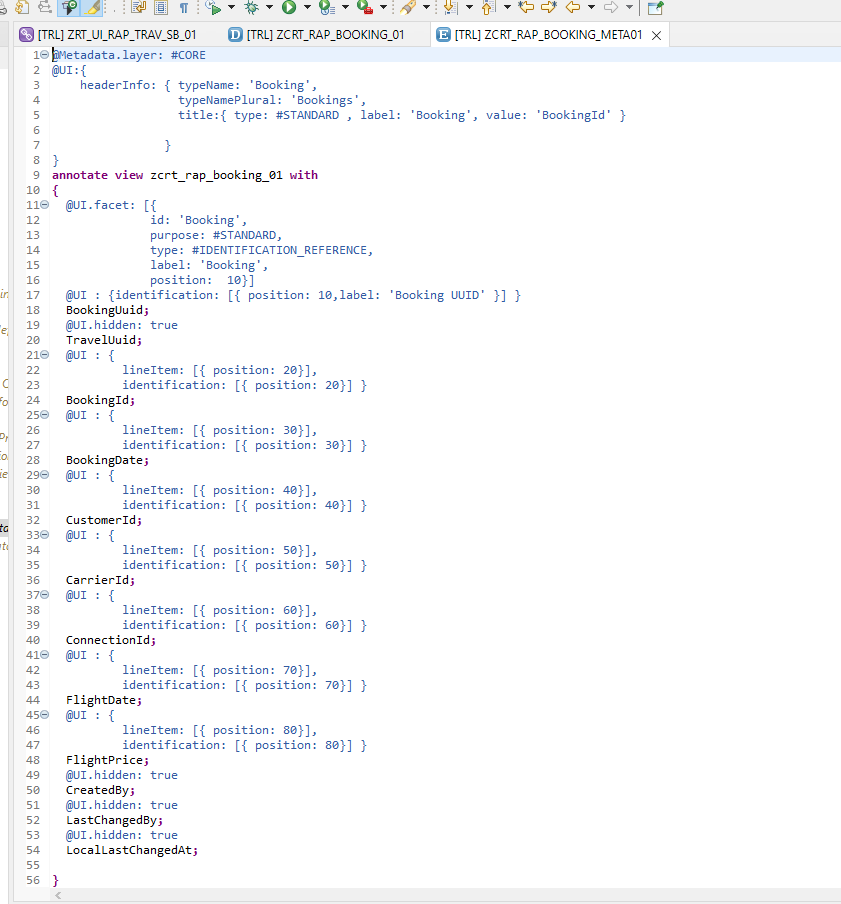 [TRL] ZRT_UI_RAP_TRAV_SB_01 [TRL] ZCRT_RAP_BOOKING_01 [TRL] ZCRT_RAP_BOOKING_META01
1 @Metadata.layer: #CORE
2 @UI:{
3 headerInfo: { typeName: 'Booking',
4 typeNamePlural: 'Bookings',
5 title:{ type: #STANDARD , label: 'Booking', value: 'BookingId' }
6
7 }
8 }
9 annotate view zcrt_rap_booking_01 with
10 {
11 @UI.facet: [{
12 id: 'Booking',
13 purpose: #STANDARD,
14 type: #IDENTIFICATION_REFERENCE,
15 label: 'Booking',
16 position:  10}]
17 @UI : {identification: [{ position: 10,label: 'Booking UUID' }] }
18 BookingUuid;
19 @UI.hidden: true
20 TravelUuid;
21 @UI : {
22 lineItem: [{ position: 20}],
23 identification: [{ position: 20}] }
24 BookingId;
25 @UI : {
26 lineItem: [{ position: 30}],
27 identification: [{ position: 30}] }
28 BookingDate;
29 @UI : {
30 lineItem: [{ position: 40}],
31 identification: [{ position: 40}] }
32 CustomerId;
33 @UI : {
34 lineItem: [{ position: 50}],
35 identification: [{ position: 50}] }
36 CarrierId;
37 @UI : {
38 lineItem: [{ position: 60}],
39 identification: [{ position: 60}] }
40 ConnectionId;
41 @UI : {
42 lineItem: [{ position: 70}],
43 identification: [{ position: 70}] }
44 FlightDate;
45 @UI : {
46 lineItem: [{ position: 80}],
47 identification: [{ position: 80}] }
48 FlightPrice;
49 @UI.hidden: true
50 CreatedBy;
51 @UI.hidden: true
52 LastChangedBy;
53 @UI.hidden: true
54 LocalLastChangedAt;
55
56 }